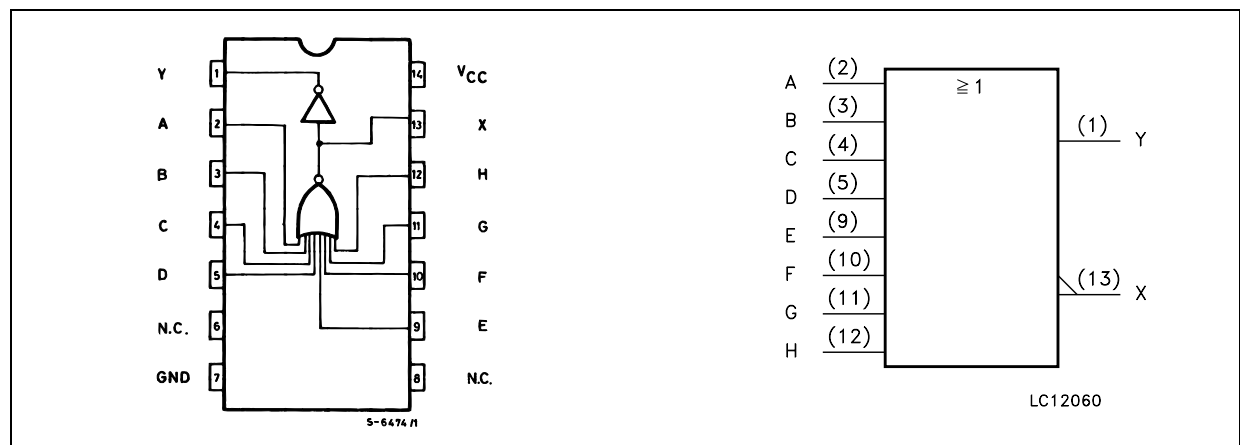 Y 1 14 VCC
A 2 13 X
B 3 12 H
C 4 11 G
D 5 10 F
N.C. 6 9 E
GND 7 8 N.C.
S-6474/1
≧ 1
A (2)
B (3)
C (4)
D (5)
E (9)
F (10)
G (11)
H (12)
(1) Y
(13) X
LC12060